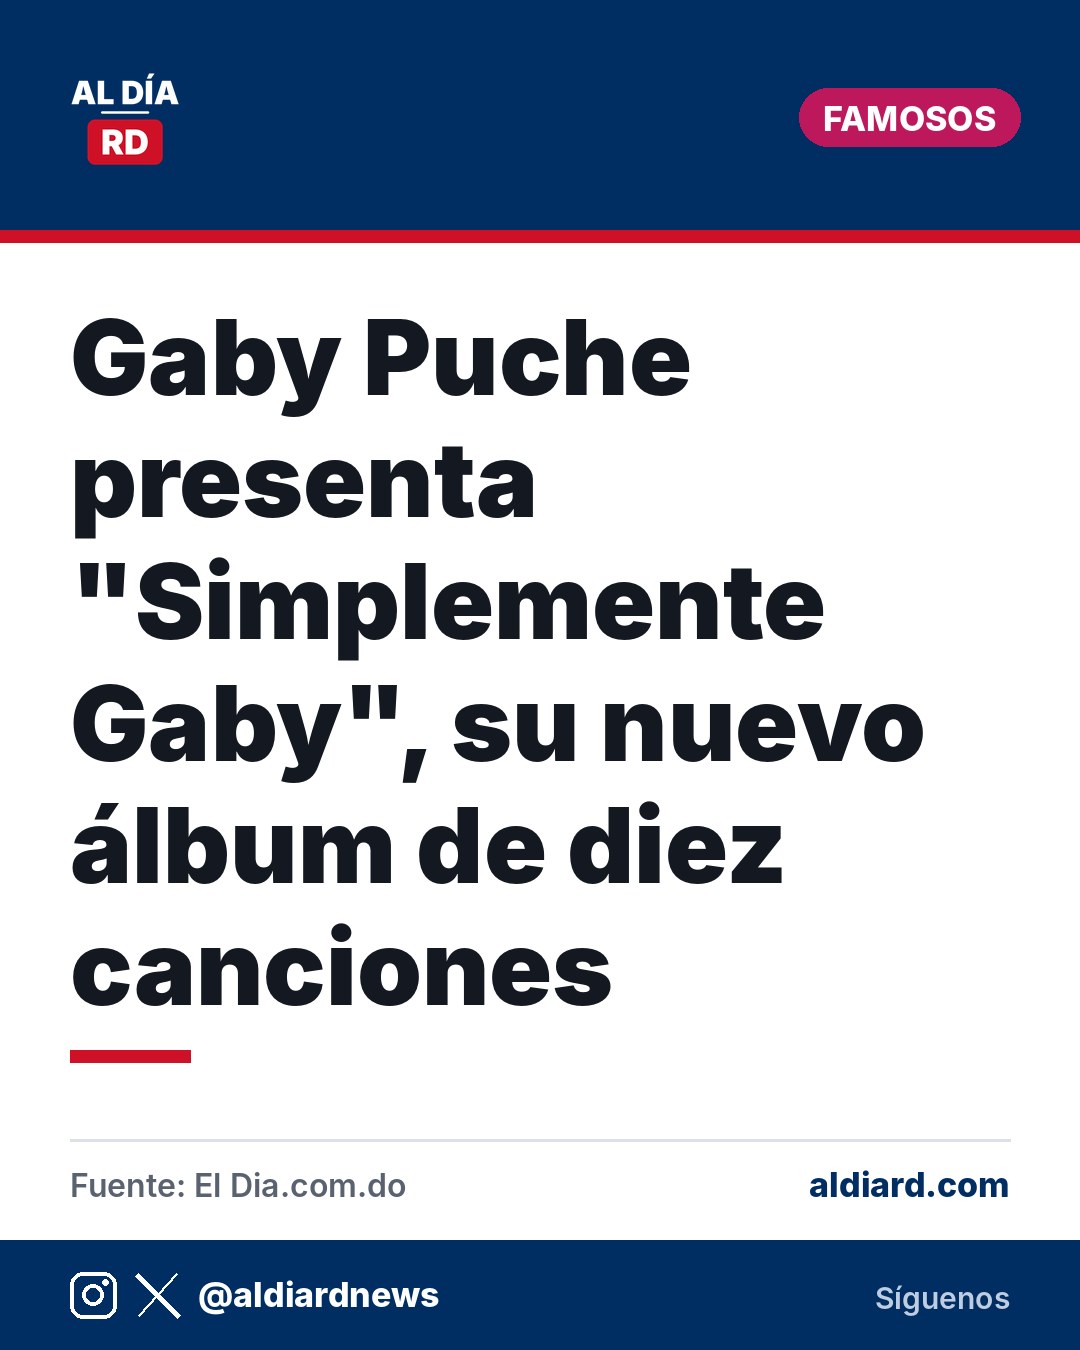 AL DÍA
RD
FAMOSOS
Gaby Puche
presenta
"Simplemente
Gaby", su nuevo
álbum de diez
canciones
Fuente: El Dia.com.do
aldiard.com
@aldiardnews
Síguenos